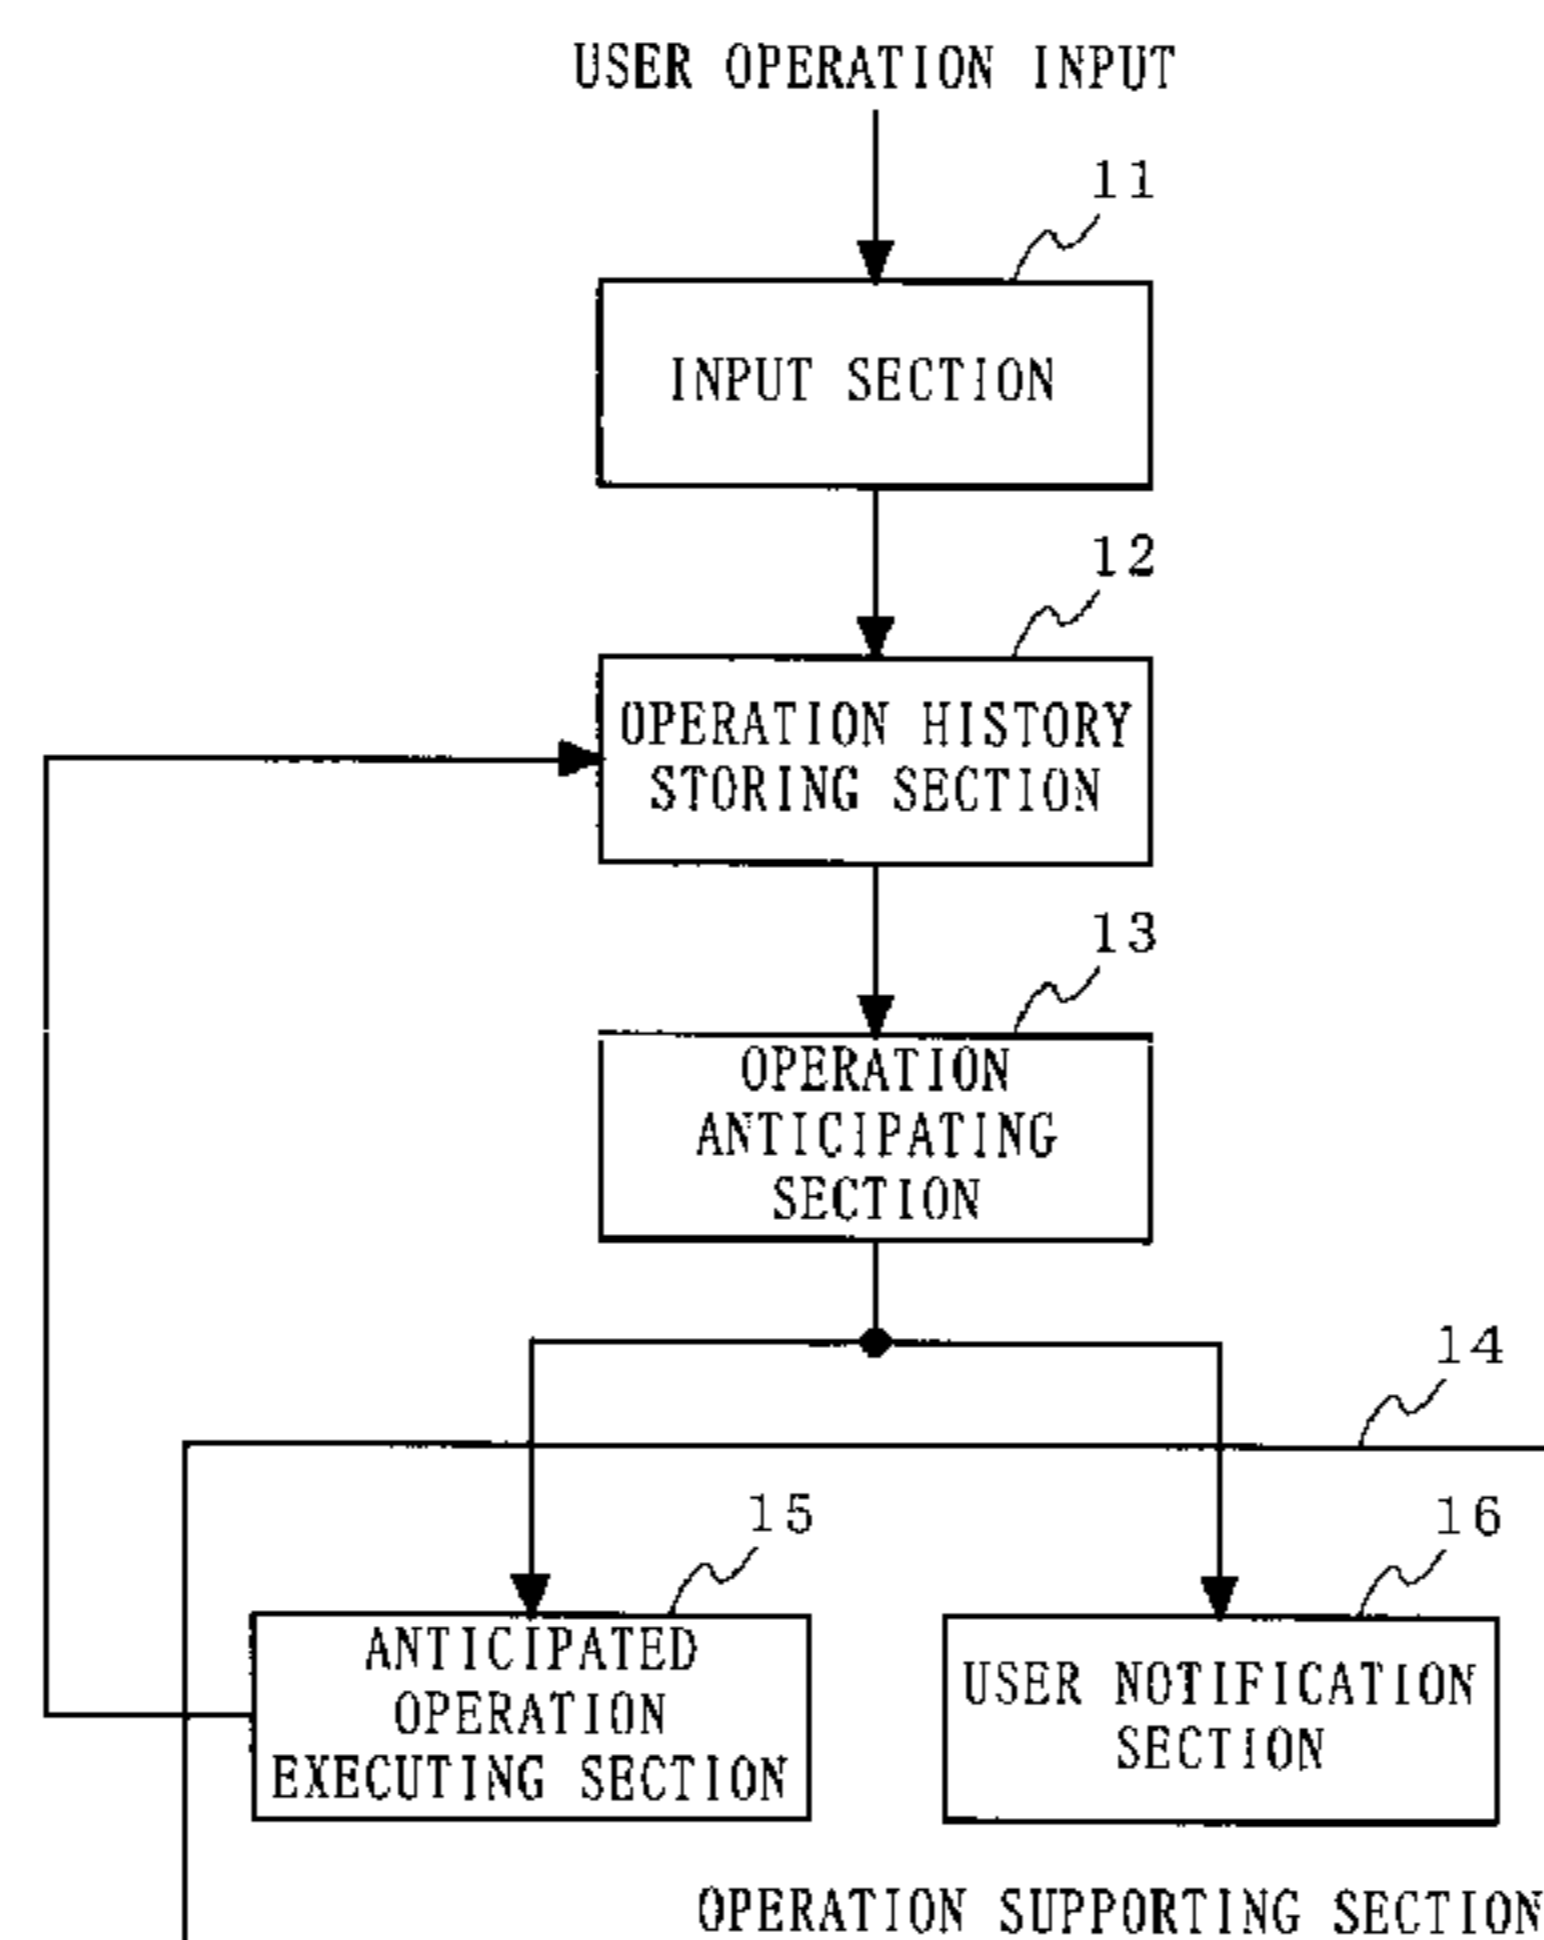 USER OPERATION INPUT
11
INPUT SECTION
12
OPERATION HISTORY
STORING SECTION
13
OPERATION
ANTICIPATING
SECTION
14
15
16
ANTICIPATED
OPERATION
EXECUTING SECTION
USER NOTIFICATION
SECTION
OPERATION SUPPORTING SECTION